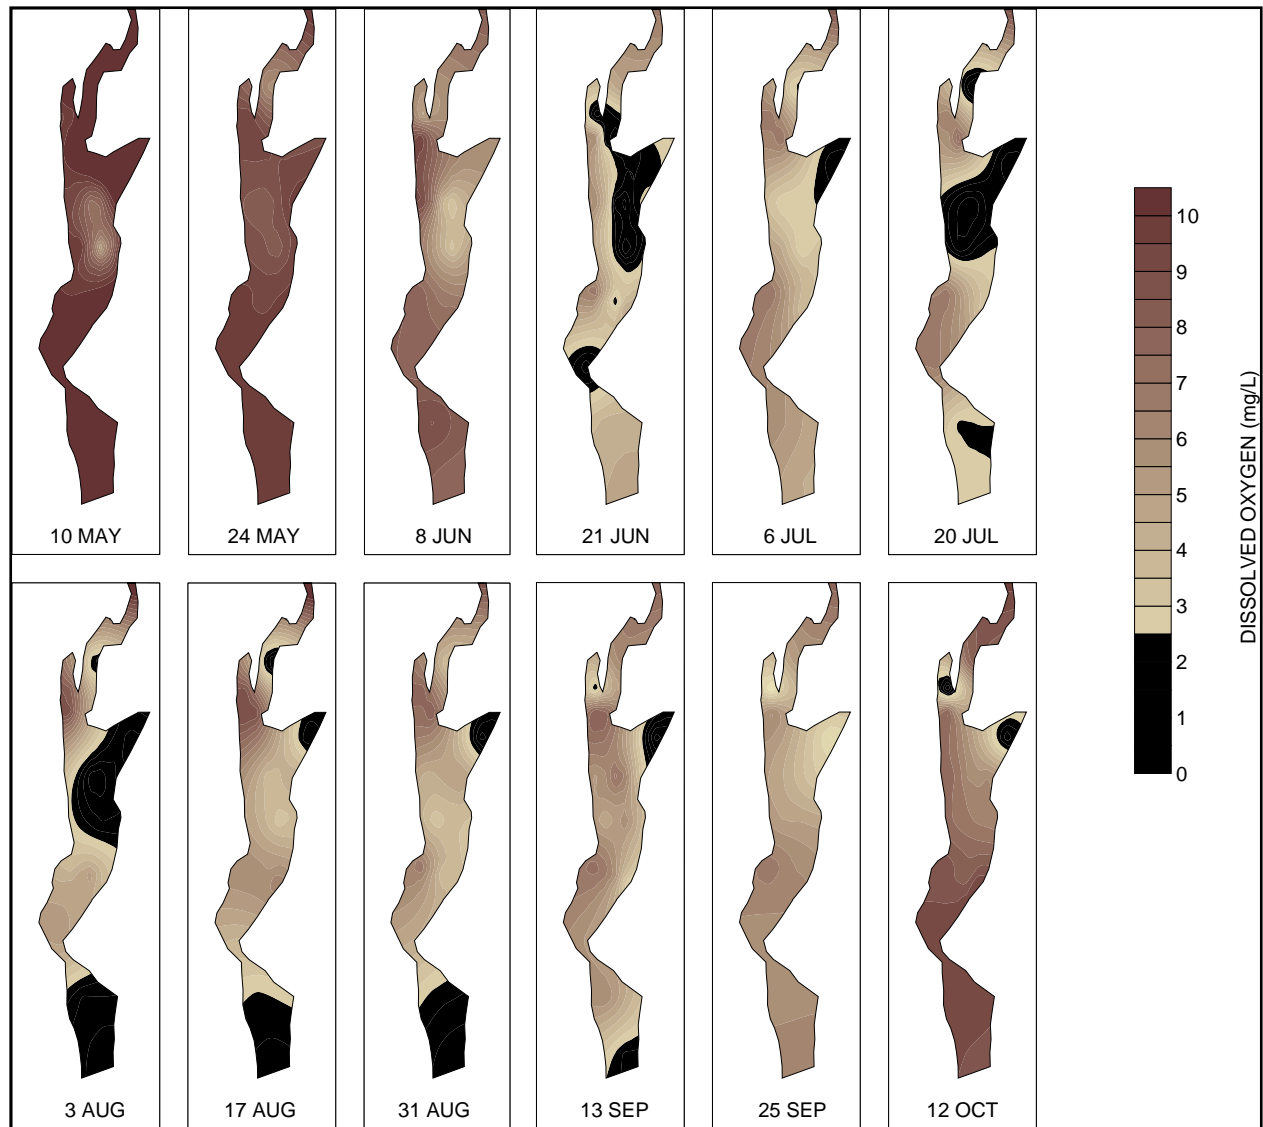 10 MAY
24 MAY
8 JUN
21 JUN
6 JUL
20 JUL
3 AUG
17 AUG
31 AUG
13 SEP
25 SEP
12 OCT
10
9
8
7
6
5
4
3
2
1
0
DISSOLVED OXYGEN (mg/L)